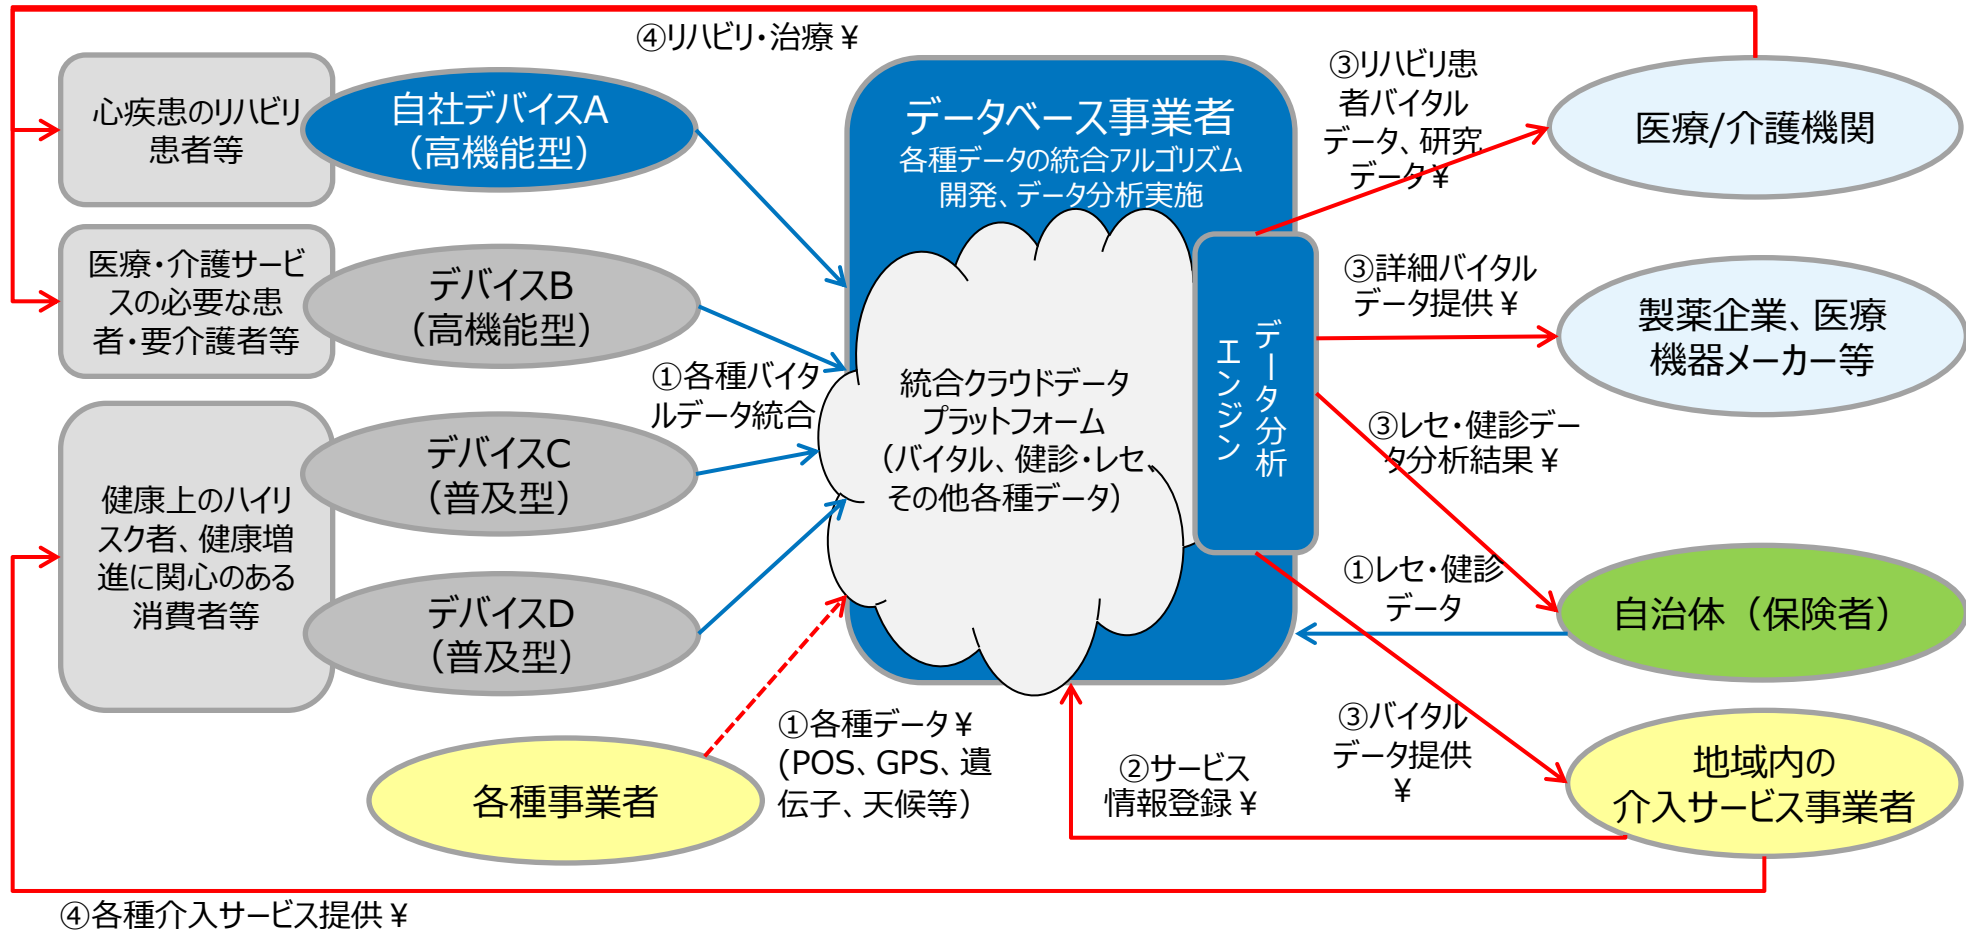 ④リハビリ・治療￥
心疾患のリハビリ
患者等
自社デバイスA
（高機能型）
データベース事業者
各種データの統合アルゴリズム
開発、データ分析実施
③リハビリ患
者バイタル
データ、研究
データ￥
医療/介護機関
医療・介護サービ
スの必要な患
者・要介護者等
デバイスB
（高機能型）
③詳細バイタル
データ提供￥
製薬企業、医療
機器メーカー等
①各種バイタ
ルデータ統合
統合クラウドデータ
プラットフォーム
（バイタル、健診・レセ、
その他各種データ）
データ分析
エンジン
③レセ・健診デー
タ分析結果￥
デバイスC
（普及型）
健康上のハイリ
スク者、健康増
進に関心のある
消費者等
デバイスD
（普及型）
①レセ・健診
データ
自治体（保険者）
各種事業者
①各種データ￥
(POS、GPS、遺
伝子、天候等）
②サービス
情報登録￥
③バイタル
データ提供
￥
地域内の
介入サービス事業者
④各種介入サービス提供￥